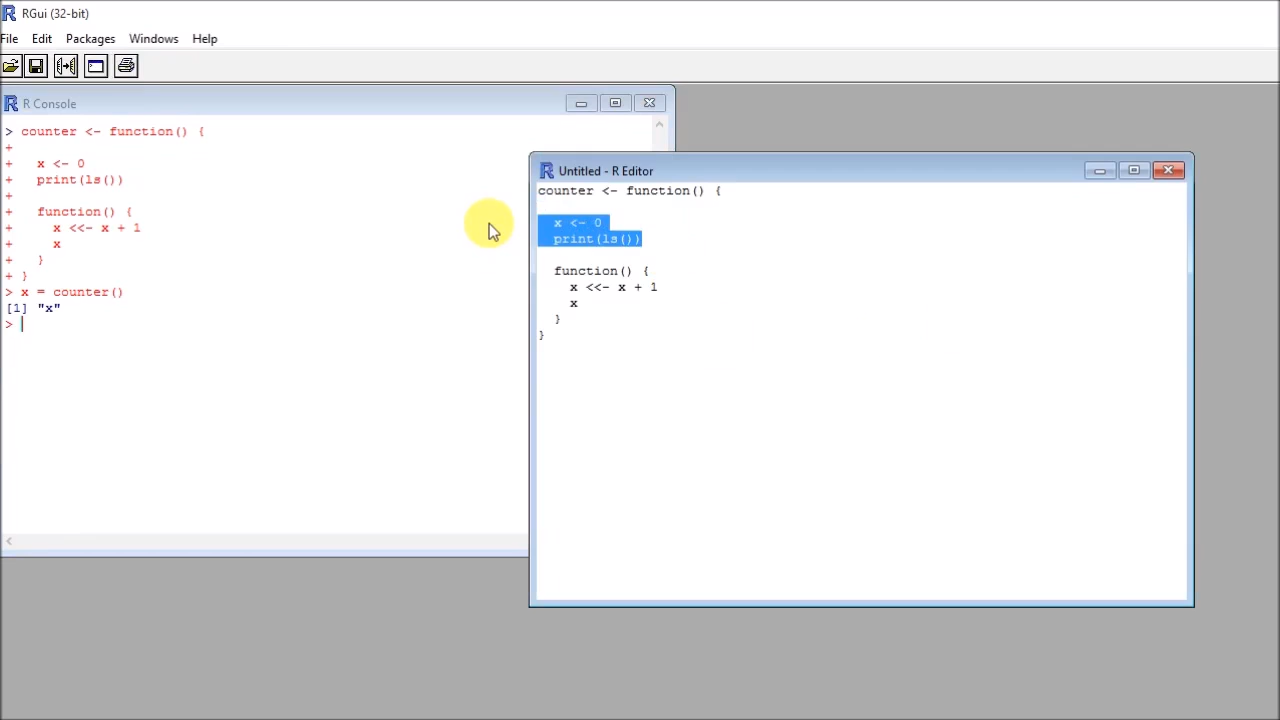 RGui (32-bit)
File Edit Packages Windows Help
R Console
> counter <- function() {
+
+   x <- 0
+   print(ls())
+
+   function() {
+     x <<- x + 1
+     x
+   }
+ }
> x = counter()
[1] "x"
>
Untitled - R Editor
counter <- function() {
  x <- 0
  print(ls())
  function() {
    x <<- x + 1
    x
  }
}